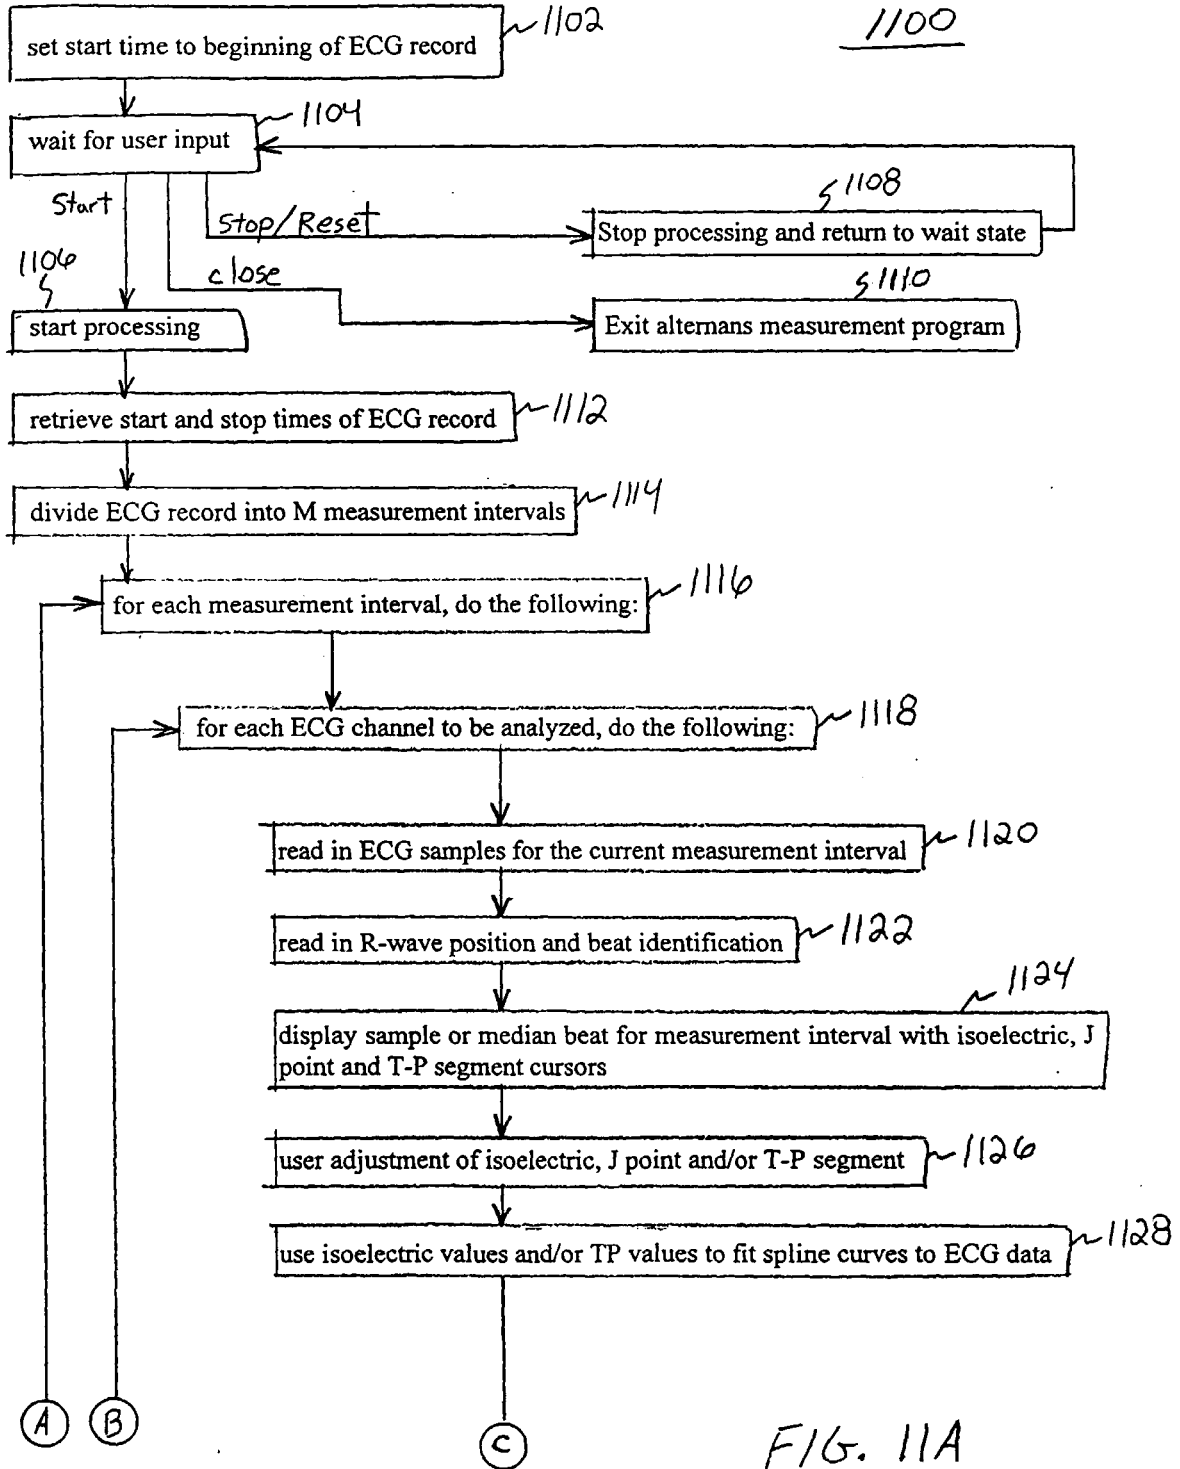 1100
set start time to beginning of ECG record
1102
wait for user input
1104
Start
Stop/Reset
close
1108
Stop processing and return to wait state
1110
Exit alternans measurement program
1106
start processing
retrieve start and stop times of ECG record
1112
divide ECG record into M measurement intervals
1114
for each measurement interval, do the following:
1116
for each ECG channel to be analyzed, do the following:
1118
read in ECG samples for the current measurement interval
1120
read in R-wave position and beat identification
1122
1124
display sample or median beat for measurement interval with isoelectric, J
point and T-P segment cursors
user adjustment of isoelectric, J point and/or T-P segment
1126
use isoelectric values and/or TP values to fit spline curves to ECG data
1128
A
B
C
FIG. 11A